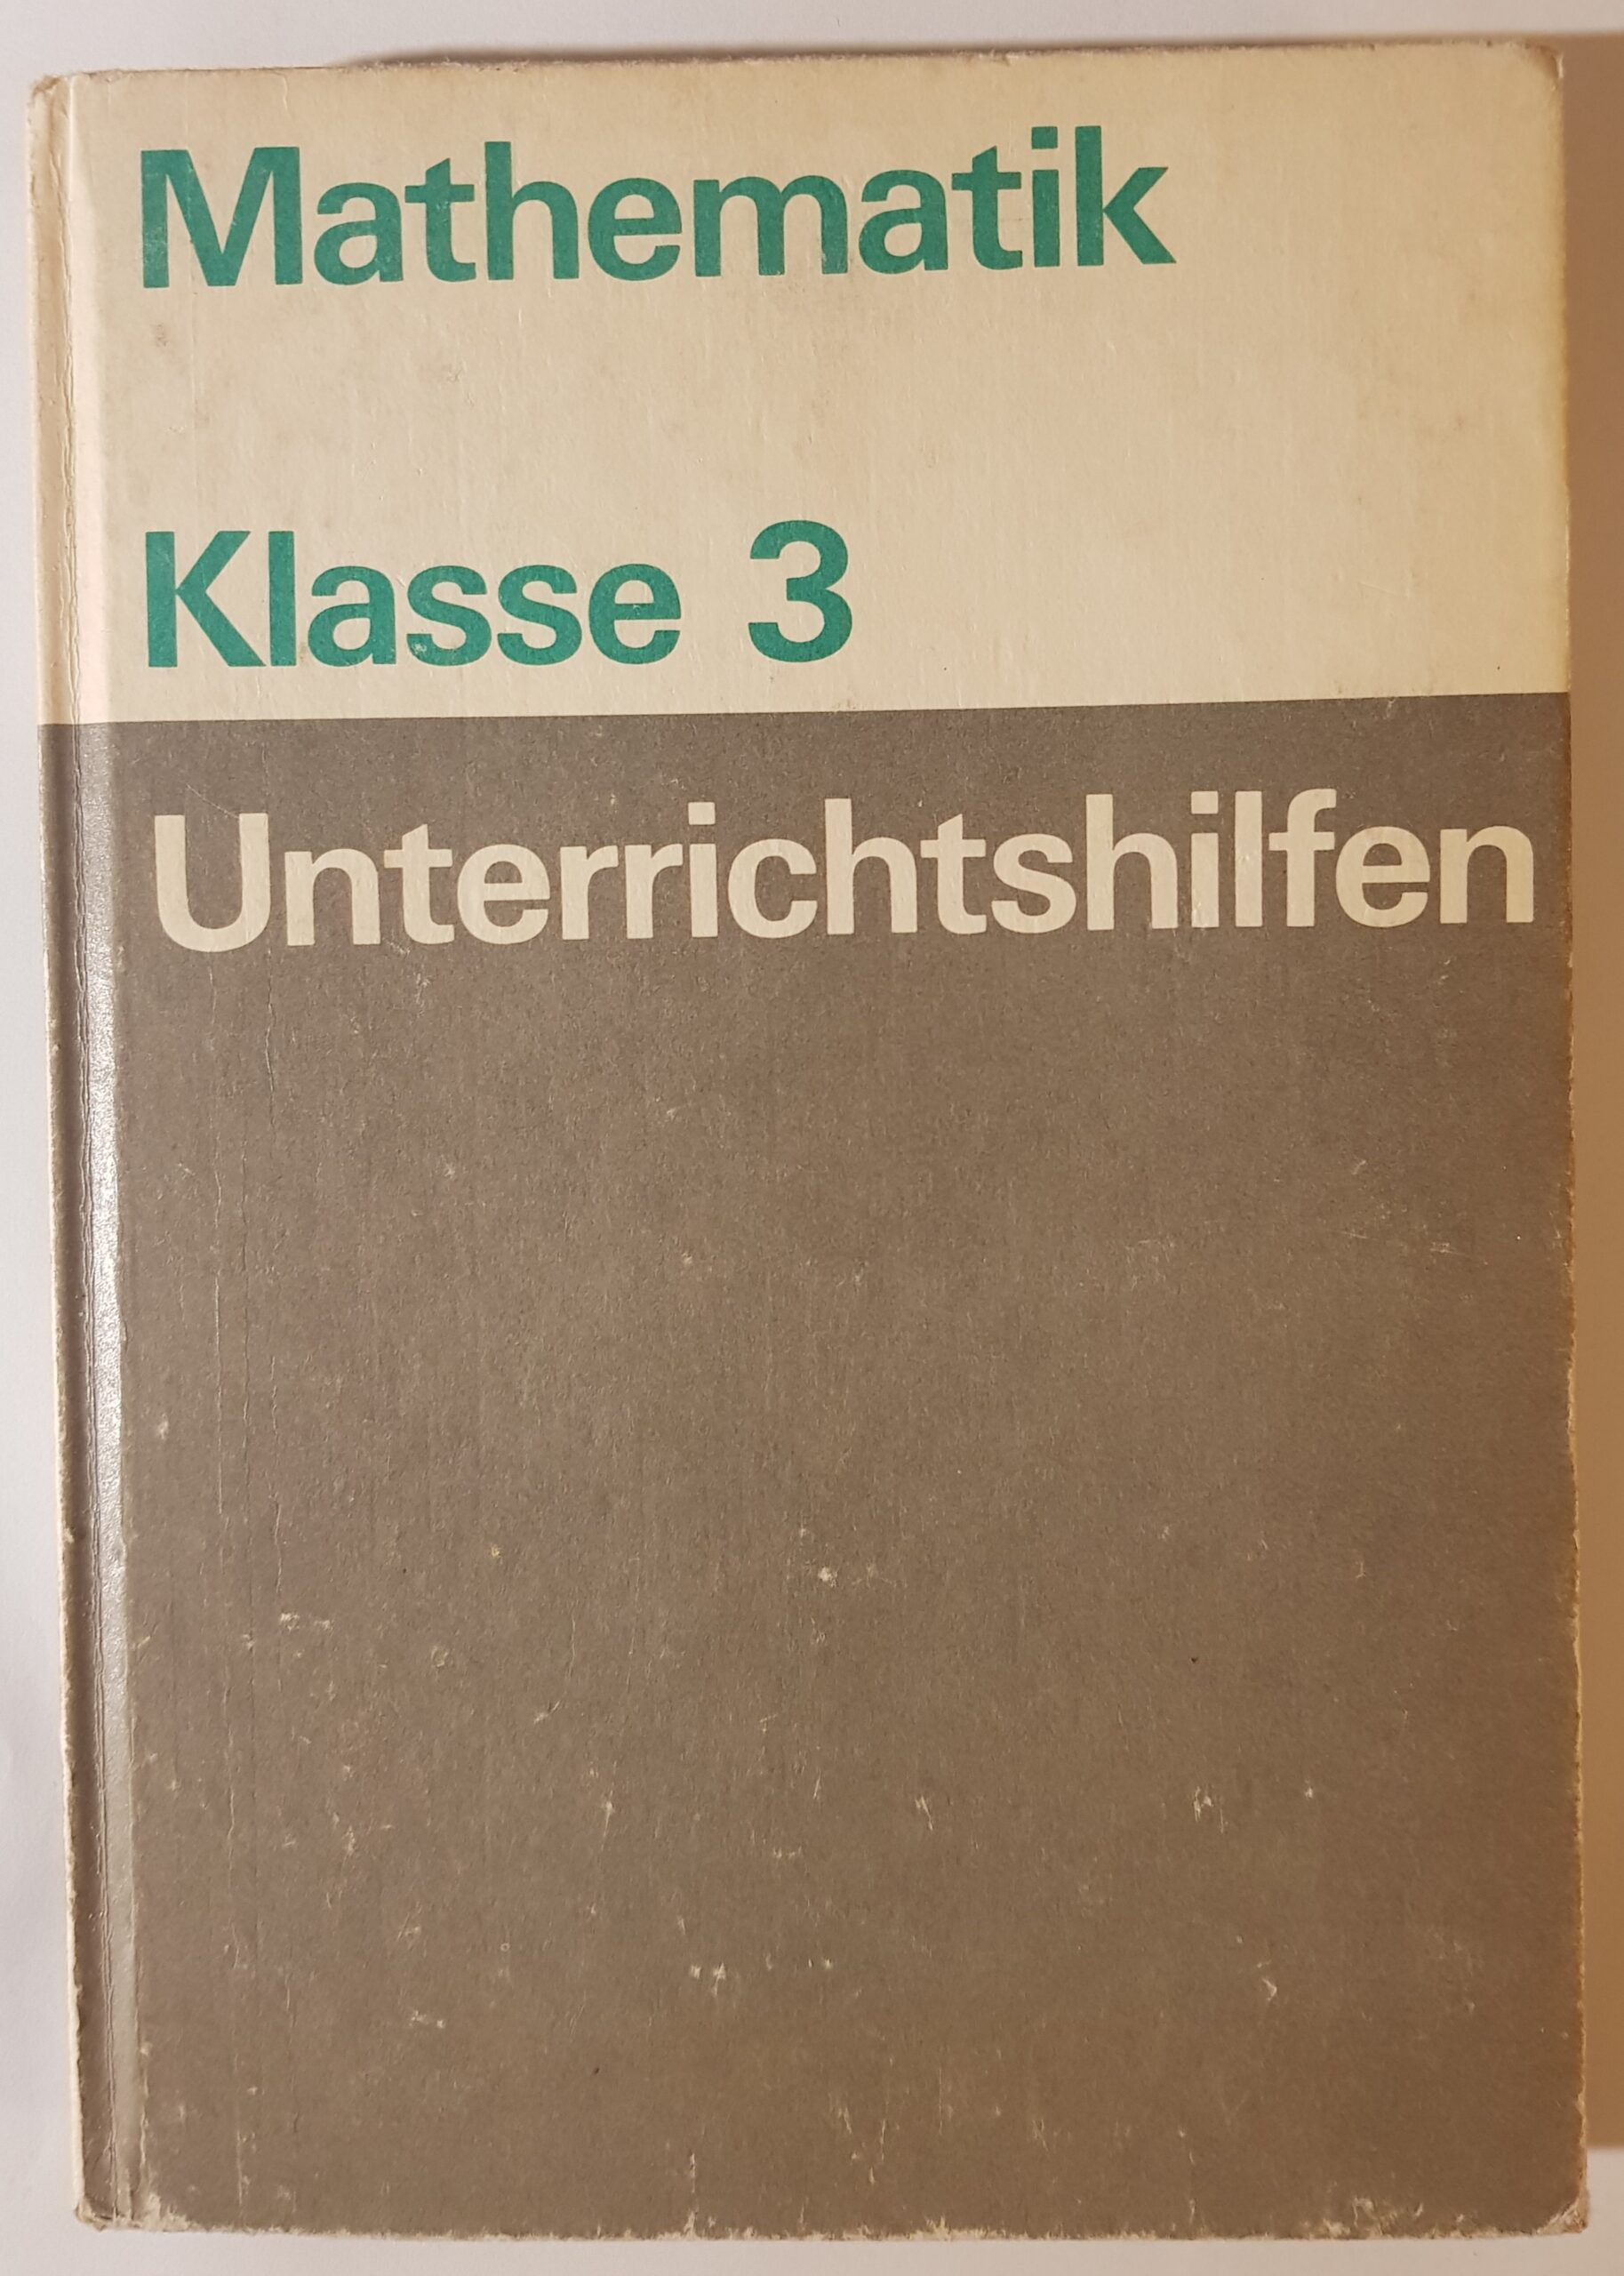 Mathematik
Klasse 3
Unterrichtshilfen